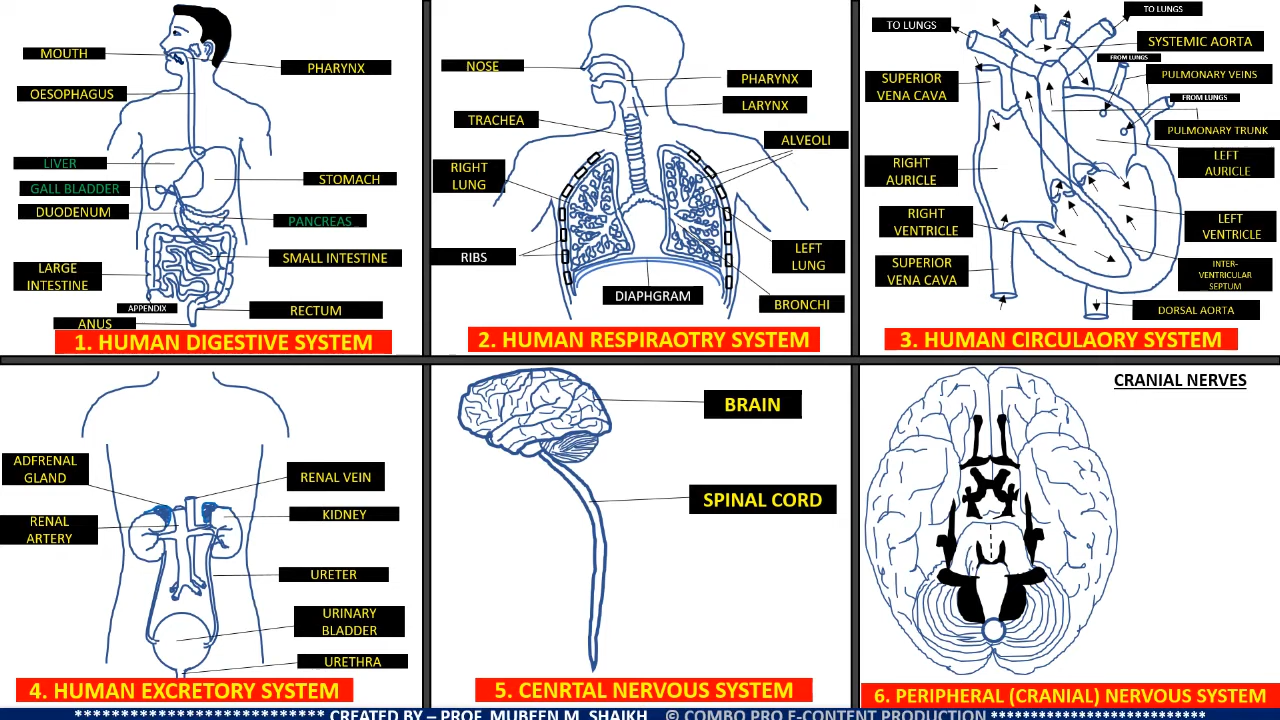 MOUTH
PHARYNX
OESOPHAGUS
LIVER
GALL BLADDER
STOMACH
DUODENUM
PANCREAS
SMALL INTESTINE
LARGE
INTESTINE
APPENDIX
RECTUM
ANUS
1. HUMAN DIGESTIVE SYSTEM
NOSE
PHARYNX
LARYNX
TRACHEA
ALVEOLI
RIGHT
LUNG
RIBS
LEFT
LUNG
DIAPHGRAM
BRONCHI
2. HUMAN RESPIRAOTRY SYSTEM
TO LUNGS
TO LUNGS
SYSTEMIC AORTA
FROM LUNGS
PULMONARY VEINS
SUPERIOR
VENA CAVA
FROM LUNGS
PULMONARY TRUNK
LEFT
AURICLE
RIGHT
AURICLE
RIGHT
VENTRICLE
LEFT
VENTRICLE
SUPERIOR
VENA CAVA
INTER-
VENTRICULAR
SEPTUM
DORSAL AORTA
3. HUMAN CIRCULAORY SYSTEM
ADFRENAL
GLAND
RENAL VEIN
RENAL
ARTERY
KIDNEY
URETER
URINARY
BLADDER
URETHRA
4. HUMAN EXCRETORY SYSTEM
BRAIN
SPINAL CORD
5. CENRTAL NERVOUS SYSTEM
CRANIAL NERVES
6. PERIPHERAL (CRANIAL) NERVOUS SYSTEM
************************** CREATED BY – PROF. MUBEEN M. SHAIKH © COMBO PRO E-CONTENT PRODUCTION **********************